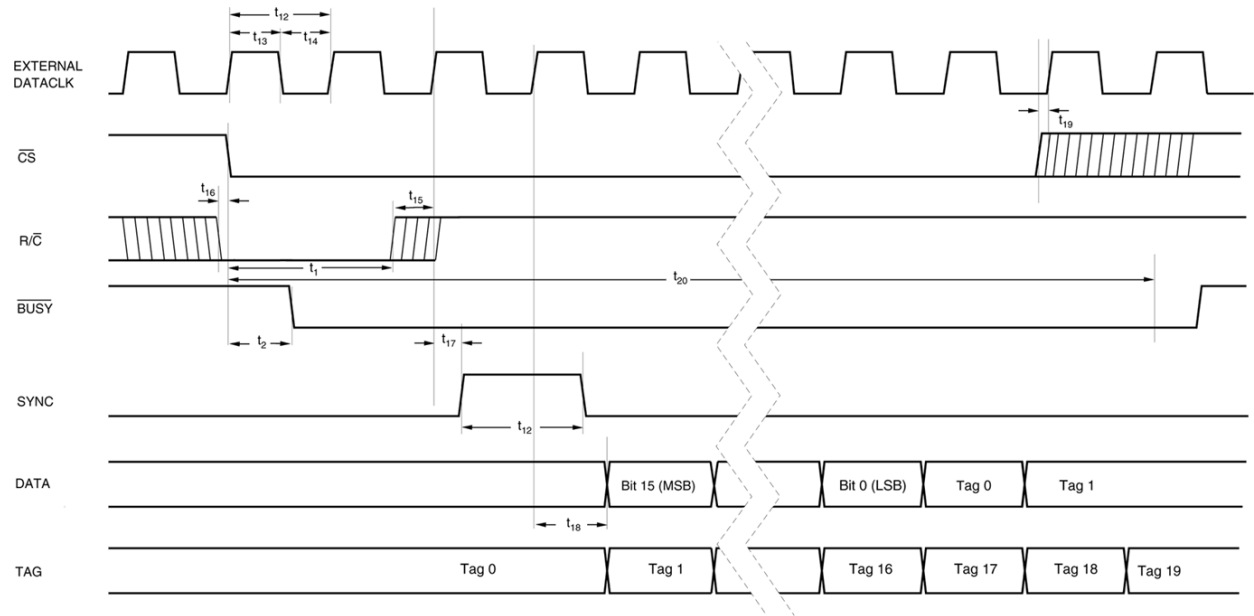 t12
t13 t14
EXTERNAL
DATACLK
t19
CS
t16
t15
R/C
t1
t20
BUSY
t2
t17
SYNC
t12
DATA
Bit 15 (MSB) Bit 0 (LSB) Tag 0 Tag 1
t18
TAG
Tag 0 Tag 1 Tag 16 Tag 17 Tag 18 Tag 19